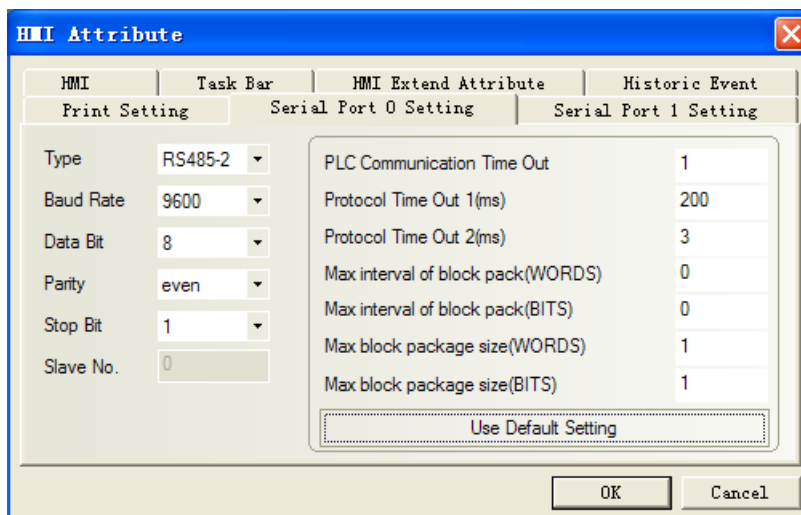 HMI Attribute
HMI Task Bar HMI Extend Attribute Historic Event
Print Setting Serial Port 0 Setting Serial Port 1 Setting
Type RS485-2
Baud Rate 9600
Data Bit 8
Parity even
Stop Bit 1
Slave No. 0
PLC Communication Time Out 1
Protocol Time Out 1(ms) 200
Protocol Time Out 2(ms) 3
Max interval of block pack(WORDS) 0
Max interval of block pack(BITS) 0
Max block package size(WORDS) 1
Max block package size(BITS) 1
Use Default Setting
OK Cancel